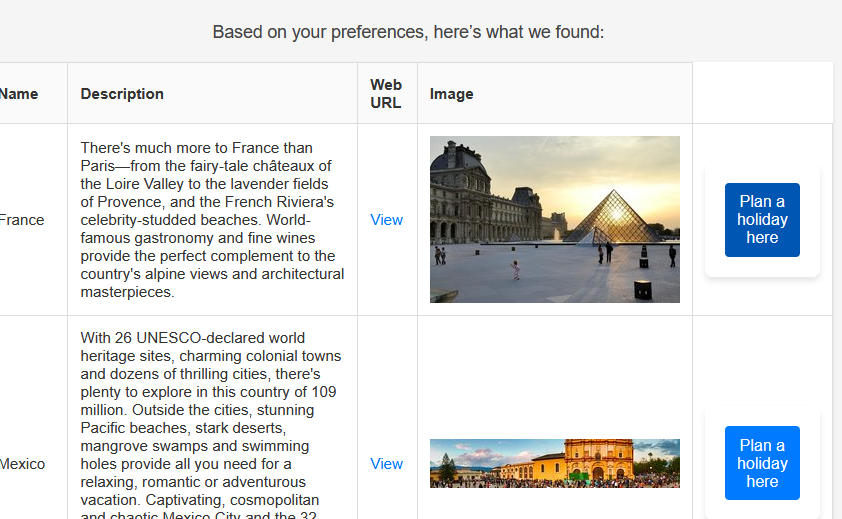 Based on your preferences, here’s what we found:
Name
Description
Web
URL
Image
France
There's much more to France than
Paris—from the fairy-tale châteaux of
the Loire Valley to the lavender fields
of Provence, and the French Riviera's
celebrity-studded beaches. World-
famous gastronomy and fine wines
provide the perfect complement to the
country's alpine views and architectural
masterpieces.
View
Plan a
holiday
here
Mexico
With 26 UNESCO-declared world
heritage sites, charming colonial towns
and dozens of thrilling cities, there's
plenty to explore in this country of 109
million. Outside the cities, stunning
Pacific beaches, stark deserts,
mangrove swamps and swimming
holes provide all you need for a
relaxing, romantic or adventurous
vacation. Captivating, cosmopolitan
and chaotic Mexico City and the 32
View
Plan a
holiday
here